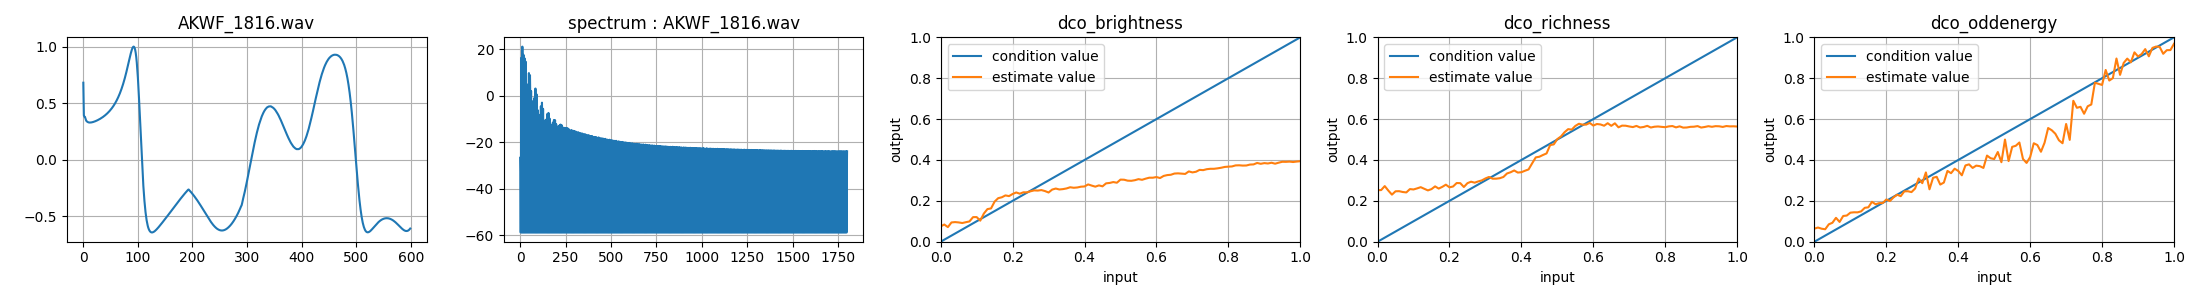 AKWF_1816.wav
1.0
0.5
0.0
−0.5
0 100 200 300 400 500 600
spectrum : AKWF_1816.wav
20
0
−20
−40
−60
0 250 500 750 1000 1250 1500 1750
dco_brightness
condition value
estimate value
output
1.0
0.8
0.6
0.4
0.2
0.0
0.0 0.2 0.4 0.6 0.8 1.0
input
dco_richness
condition value
estimate value
output
1.0
0.8
0.6
0.4
0.2
0.0
0.0 0.2 0.4 0.6 0.8 1.0
input
dco_oddenergy
condition value
estimate value
output
1.0
0.8
0.6
0.4
0.2
0.0
0.0 0.2 0.4 0.6 0.8 1.0
input